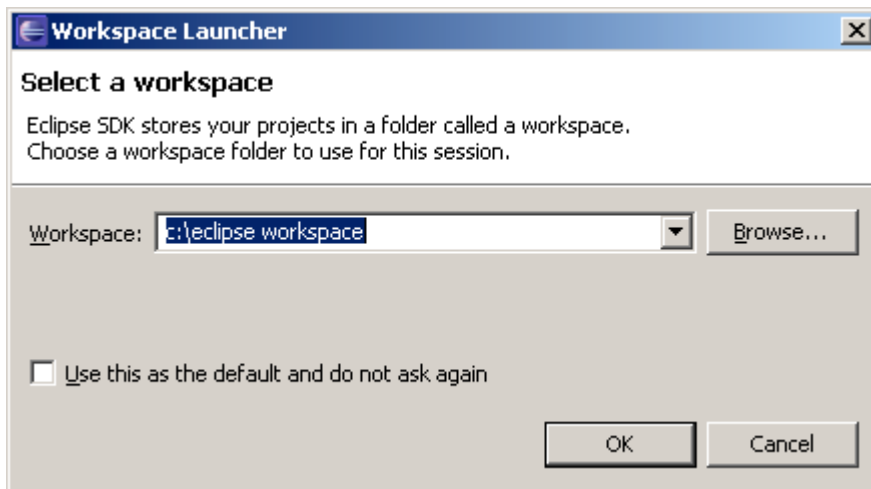 Workspace Launcher
Select a workspace
Eclipse SDK stores your projects in a folder called a workspace.
Choose a workspace folder to use for this session.
Workspace: c:\eclipse workspace Browse...
Use this as the default and do not ask again
OK Cancel